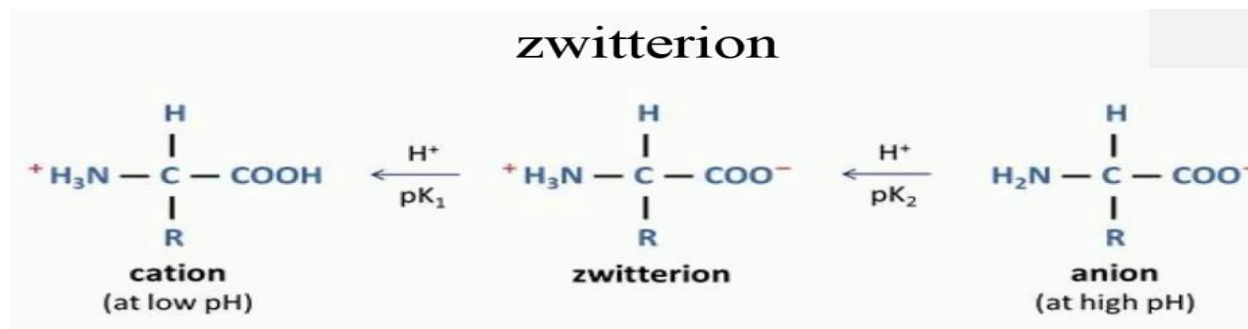 zwitterion
H H H
⁺H₃N — C — COOH H⁺ pK₁ ⁺H₃N — C — COO⁻ H⁺ pK₂ H₂N — C — COO⁻
R R R
cation zwitterion anion
(at low pH) (at high pH)